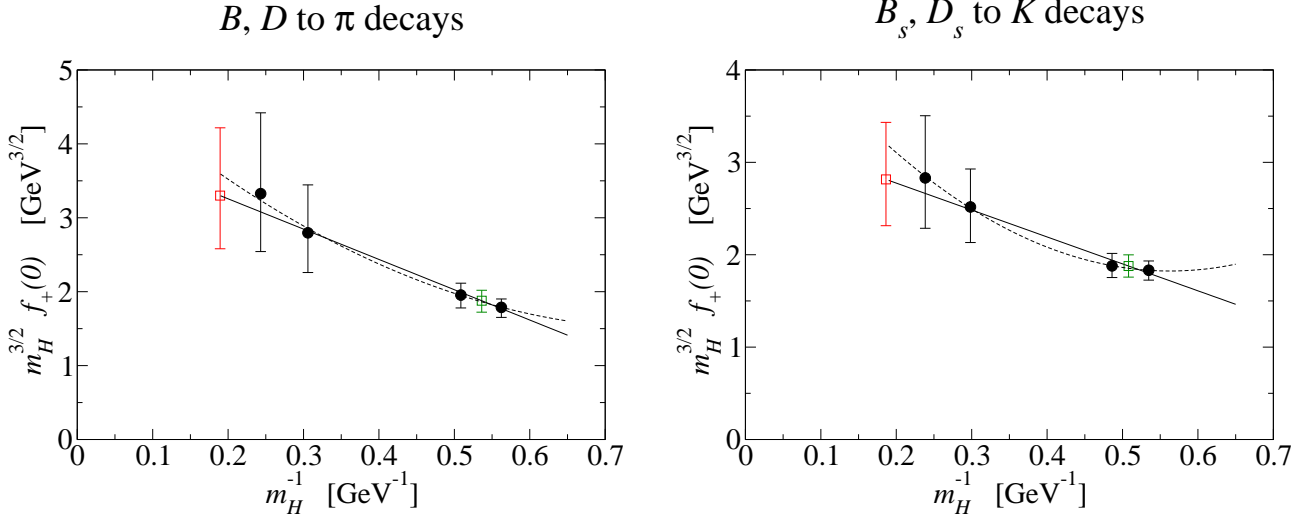 B, D to π decays
5
4
3
2
1
0
m_H^{3/2} f_+(0) [GeV^{3/2}]
0 0.1 0.2 0.3 0.4 0.5 0.6 0.7
m_H^{-1} [GeV^{-1}]
B_s, D_s to K decays
4
3
2
1
0
m_H^{3/2} f_+(0) [GeV^{3/2}]
0 0.1 0.2 0.3 0.4 0.5 0.6 0.7
m_H^{-1} [GeV^{-1}]